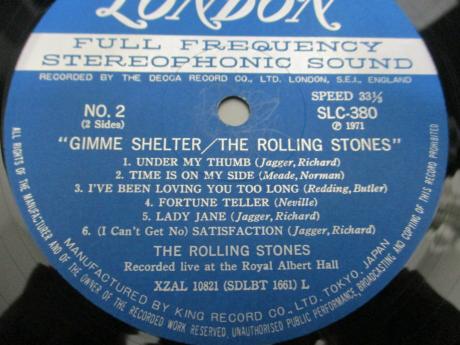 LONDON
FULL FREQUENCY
STEREOPHONIC SOUND
RECORDED BY THE DECCA RECORD CO., LTD. LONDON, S.E.I., ENGLAND
NO. 2
(2 Sides)
SPEED 33⅓
SLC-380
Ⓟ 1971
"GIMME SHELTER/THE ROLLING STONES"
1. UNDER MY THUMB (Jagger, Richard)
2. TIME IS ON MY SIDE (Meade, Norman)
3. I'VE BEEN LOVING YOU TOO LONG (Redding, Butler)
4. FORTUNE TELLER (Neville)
5. LADY JANE (Jagger, Richard)
6. (I Can't Get No) SATISFACTION (Jagger, Richard)
THE ROLLING STONES
Recorded live at the Royal Albert Hall
XZAL 10821 (SDLBT 1661) L
MANUFACTURED BY KING RECORD CO., LTD. TOKYO, JAPAN
ALL RIGHTS OF THE MANUFACTURER AND OF THE OWNER OF THE RECORDED WORK RESERVED, UNAUTHORISED PUBLIC PERFORMANCE, BROADCASTING AND COPYING OF THIS RECORD PROHIBITED